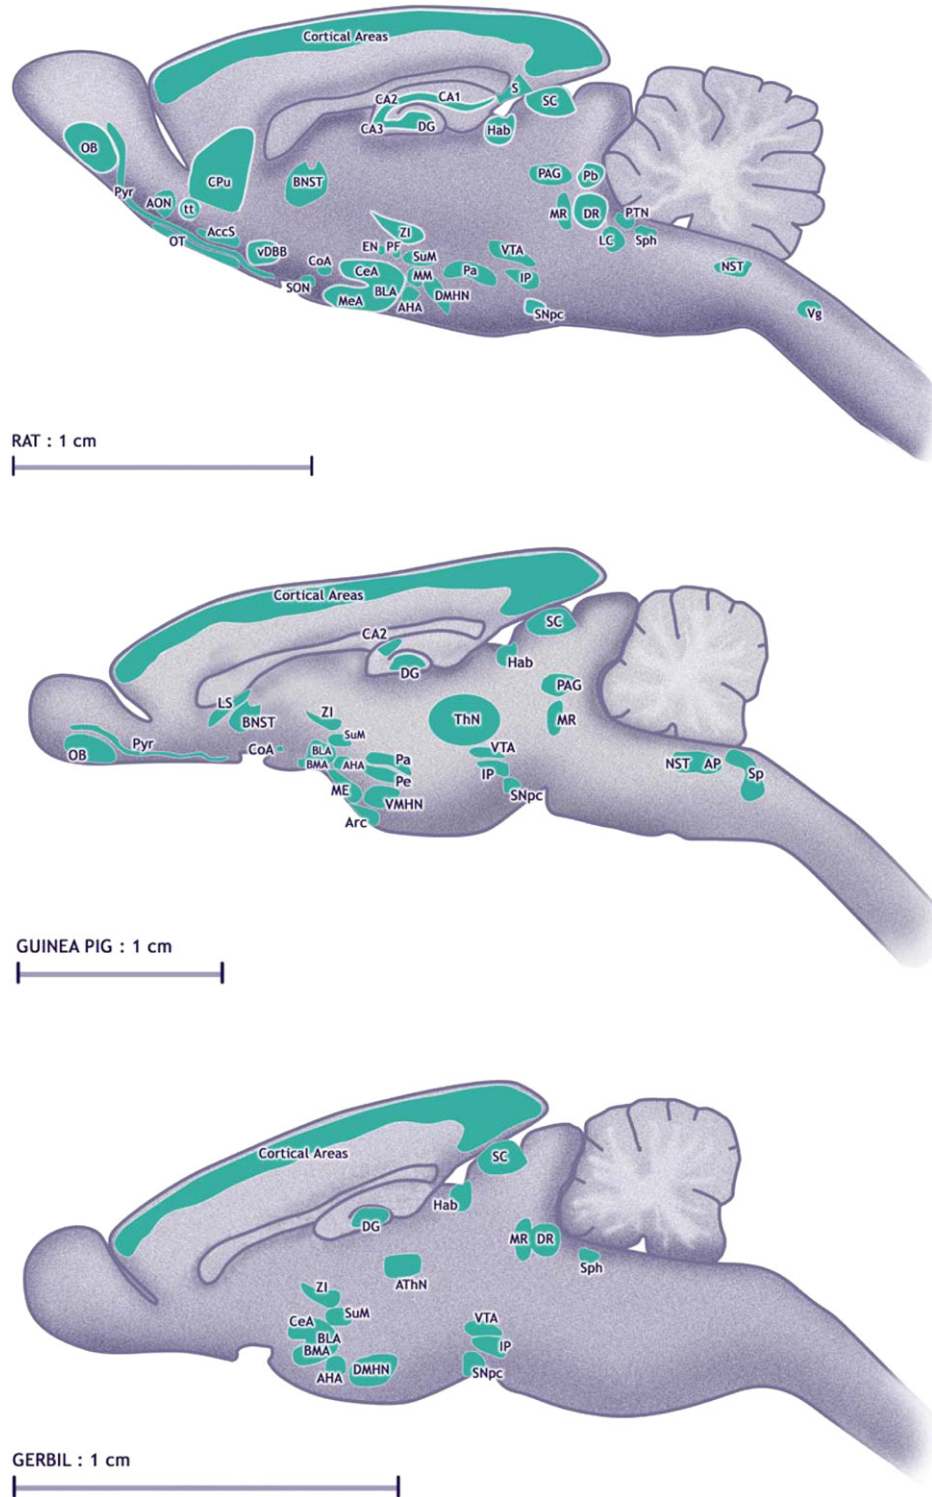 Cortical Areas
CA2 CA1 S SC
CA3 DG Hab
OB
Pyr
CPu BNST PAG Pb
AON tt MR DR PTN
OT AccS ZI LC Sph
vDBB EN PF SuM VTA
CoA CeA MM Pa IP NST
SON MeA BLA AHA DMHN SNpc Vg
RAT : 1 cm
Cortical Areas
CA2 SC
DG Hab
LS PAG
BNST ZI ThN MR
OB Pyr CoA SuM VTA
BLA BMA AHA Pa IP NST AP Sp
ME Pe SNpc
VMHN
Arc
GUINEA PIG : 1 cm
Cortical Areas SC
Hab
DG MR DR
AThN Sph
ZI
CeA SuM VTA
BLA
BMA IP
AHA DMHN SNpc
GERBIL : 1 cm